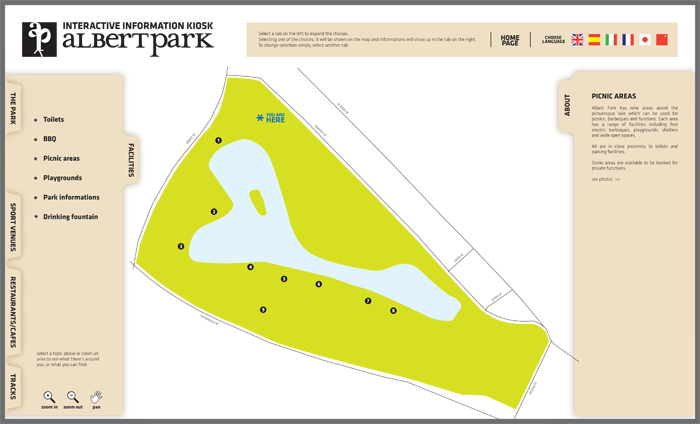 INTERACTIVE INFORMATION KIOSK
ALBERTPARK
Select a tab on the left to expand the choices.
Selecting one of the choices, it will be shown on the map and informations will show up in the tab on the right.
To change selection simply select another tab.
HOME
PAGE
CHOOSE
LANGUAGE
THE PARK
SPORT VENUES
RESTAURANTS/CAFES
TRACKS
FACILITIES
Toilets
BBQ
Picnic areas
Playgrounds
Park informations
Drinking fountain
select a topic above or zoom an
area to see what there's around
you, or what you can find.
zoom in
zoom out
pan
YOU ARE
HERE
1
2
3
4
5
6
7
8
9
ABOUT
PICNIC AREAS
Albert Park has nine areas arond the
picturesque lake which can be used for
picnics, barbeques and functions. Each area
has a range of facilities including free
electric barbeques, playgrounds, shelters
and wide open spaces.
All are in close proximity to toilets and
parking facilities.
Some areas are available to be booked for
private functions.
see photos >>